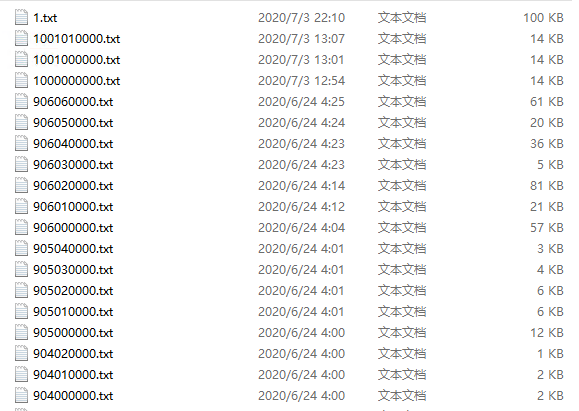 1.txt 2020/7/3 22:10 文本文档 100 KB
1001010000.txt 2020/7/3 13:07 文本文档 14 KB
1001000000.txt 2020/7/3 13:01 文本文档 14 KB
1000000000.txt 2020/7/3 12:54 文本文档 14 KB
906060000.txt 2020/6/24 4:25 文本文档 61 KB
906050000.txt 2020/6/24 4:24 文本文档 20 KB
906040000.txt 2020/6/24 4:23 文本文档 36 KB
906030000.txt 2020/6/24 4:23 文本文档 5 KB
906020000.txt 2020/6/24 4:14 文本文档 81 KB
906010000.txt 2020/6/24 4:12 文本文档 21 KB
906000000.txt 2020/6/24 4:04 文本文档 57 KB
905040000.txt 2020/6/24 4:01 文本文档 3 KB
905030000.txt 2020/6/24 4:01 文本文档 4 KB
905020000.txt 2020/6/24 4:01 文本文档 6 KB
905010000.txt 2020/6/24 4:01 文本文档 6 KB
905000000.txt 2020/6/24 4:00 文本文档 12 KB
904020000.txt 2020/6/24 4:00 文本文档 1 KB
904010000.txt 2020/6/24 4:00 文本文档 2 KB
904000000.txt 2020/6/24 4:00 文本文档 2 KB